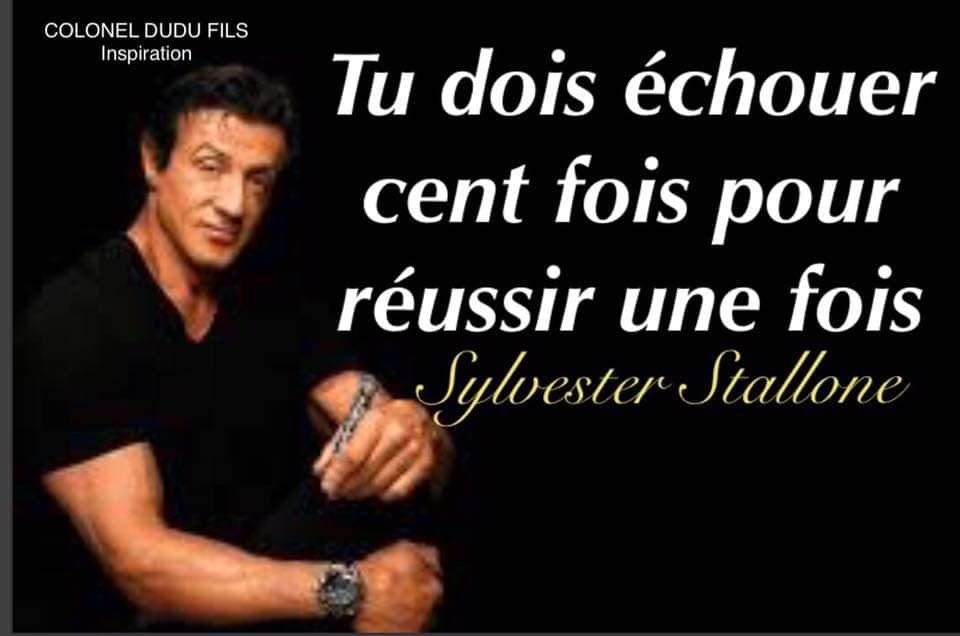 COLONEL DUDU FILS
Inspiration
Tu dois échouer
cent fois pour
réussir une fois
Sylvester Stallone